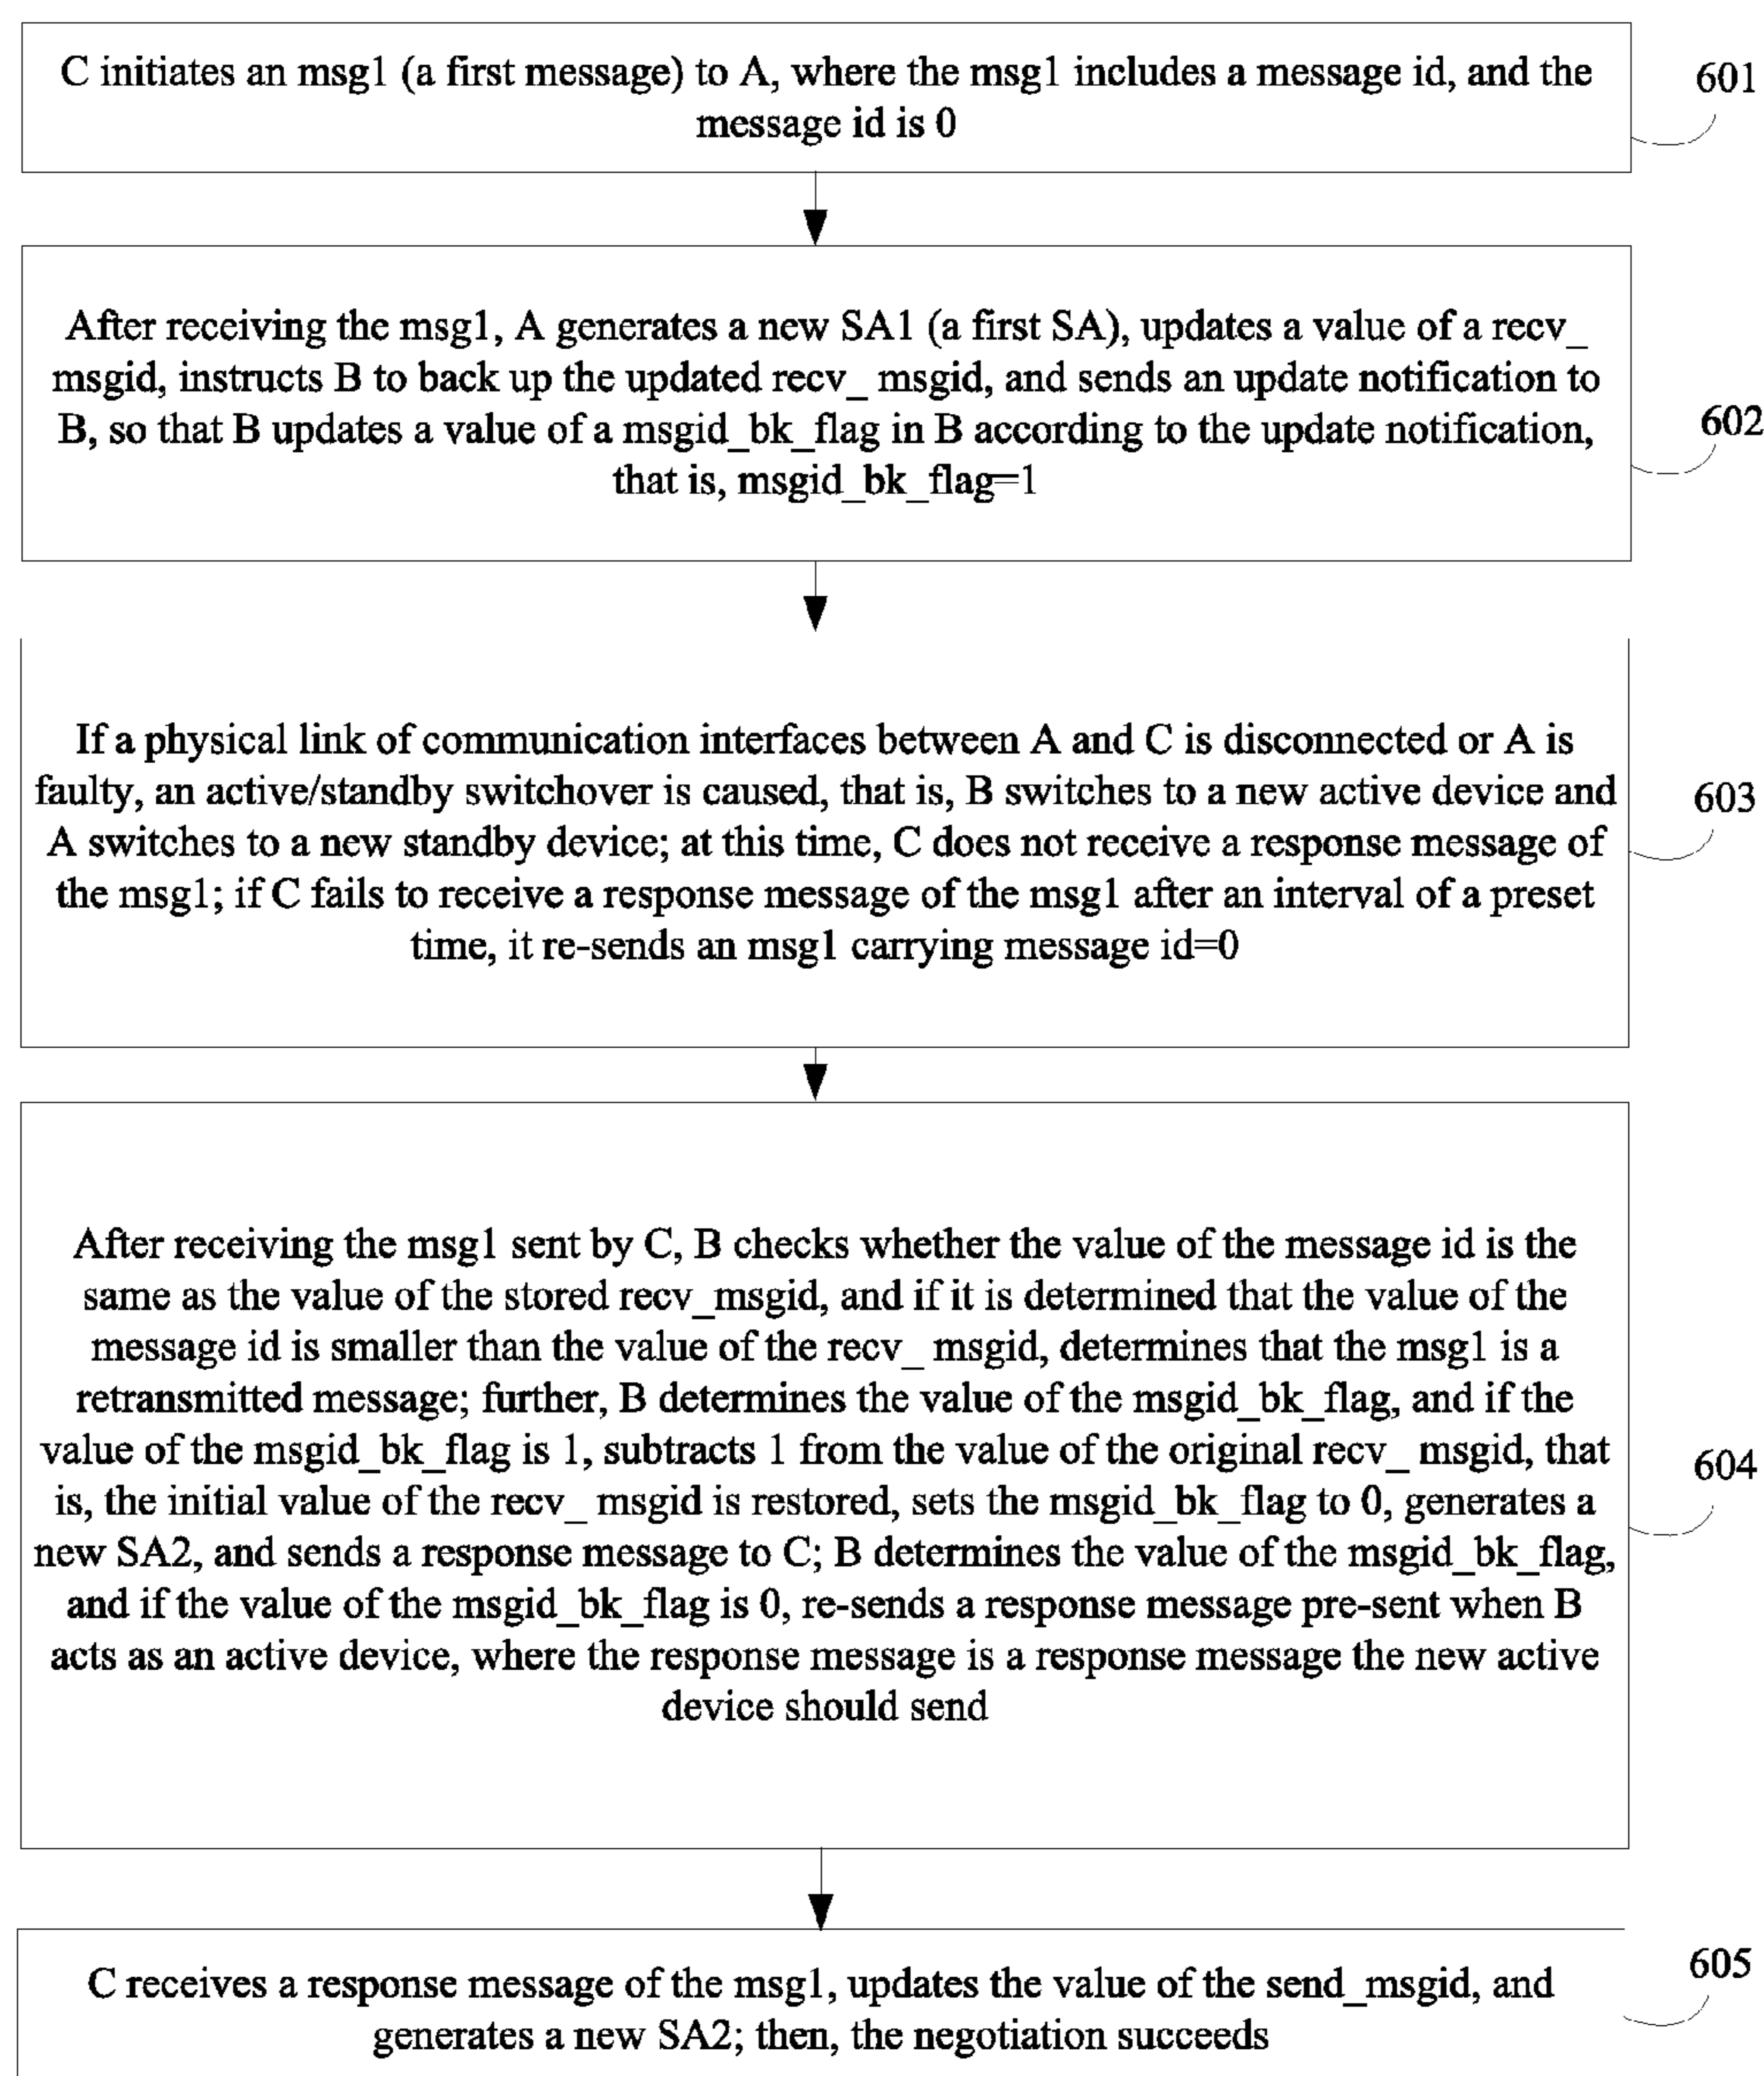 C initiates an msg1 (a first message) to A, where the msg1 includes a message id, and the
message id is 0
601
After receiving the msg1, A generates a new SA1 (a first SA), updates a value of a recv_
msgid, instructs B to back up the updated recv_ msgid, and sends an update notification to
B, so that B updates a value of a msgid_bk_flag in B according to the update notification,
that is, msgid_bk_flag=1
602
If a physical link of communication interfaces between A and C is disconnected or A is
faulty, an active/standby switchover is caused, that is, B switches to a new active device and
A switches to a new standby device; at this time, C does not receive a response message of
the msg1; if C fails to receive a response message of the msg1 after an interval of a preset
time, it re-sends an msg1 carrying message id=0
603
After receiving the msg1 sent by C, B checks whether the value of the message id is the
same as the value of the stored recv_msgid, and if it is determined that the value of the
message id is smaller than the value of the recv_ msgid, determines that the msg1 is a
retransmitted message; further, B determines the value of the msgid_bk_flag, and if the
value of the msgid_bk_flag is 1, subtracts 1 from the value of the original recv_ msgid, that
is, the initial value of the recv_ msgid is restored, sets the msgid_bk_flag to 0, generates a
new SA2, and sends a response message to C; B determines the value of the msgid_bk_flag,
and if the value of the msgid_bk_flag is 0, re-sends a response message pre-sent when B
acts as an active device, where the response message is a response message the new active
device should send
604
C receives a response message of the msg1, updates the value of the send_msgid, and
generates a new SA2; then, the negotiation succeeds
605